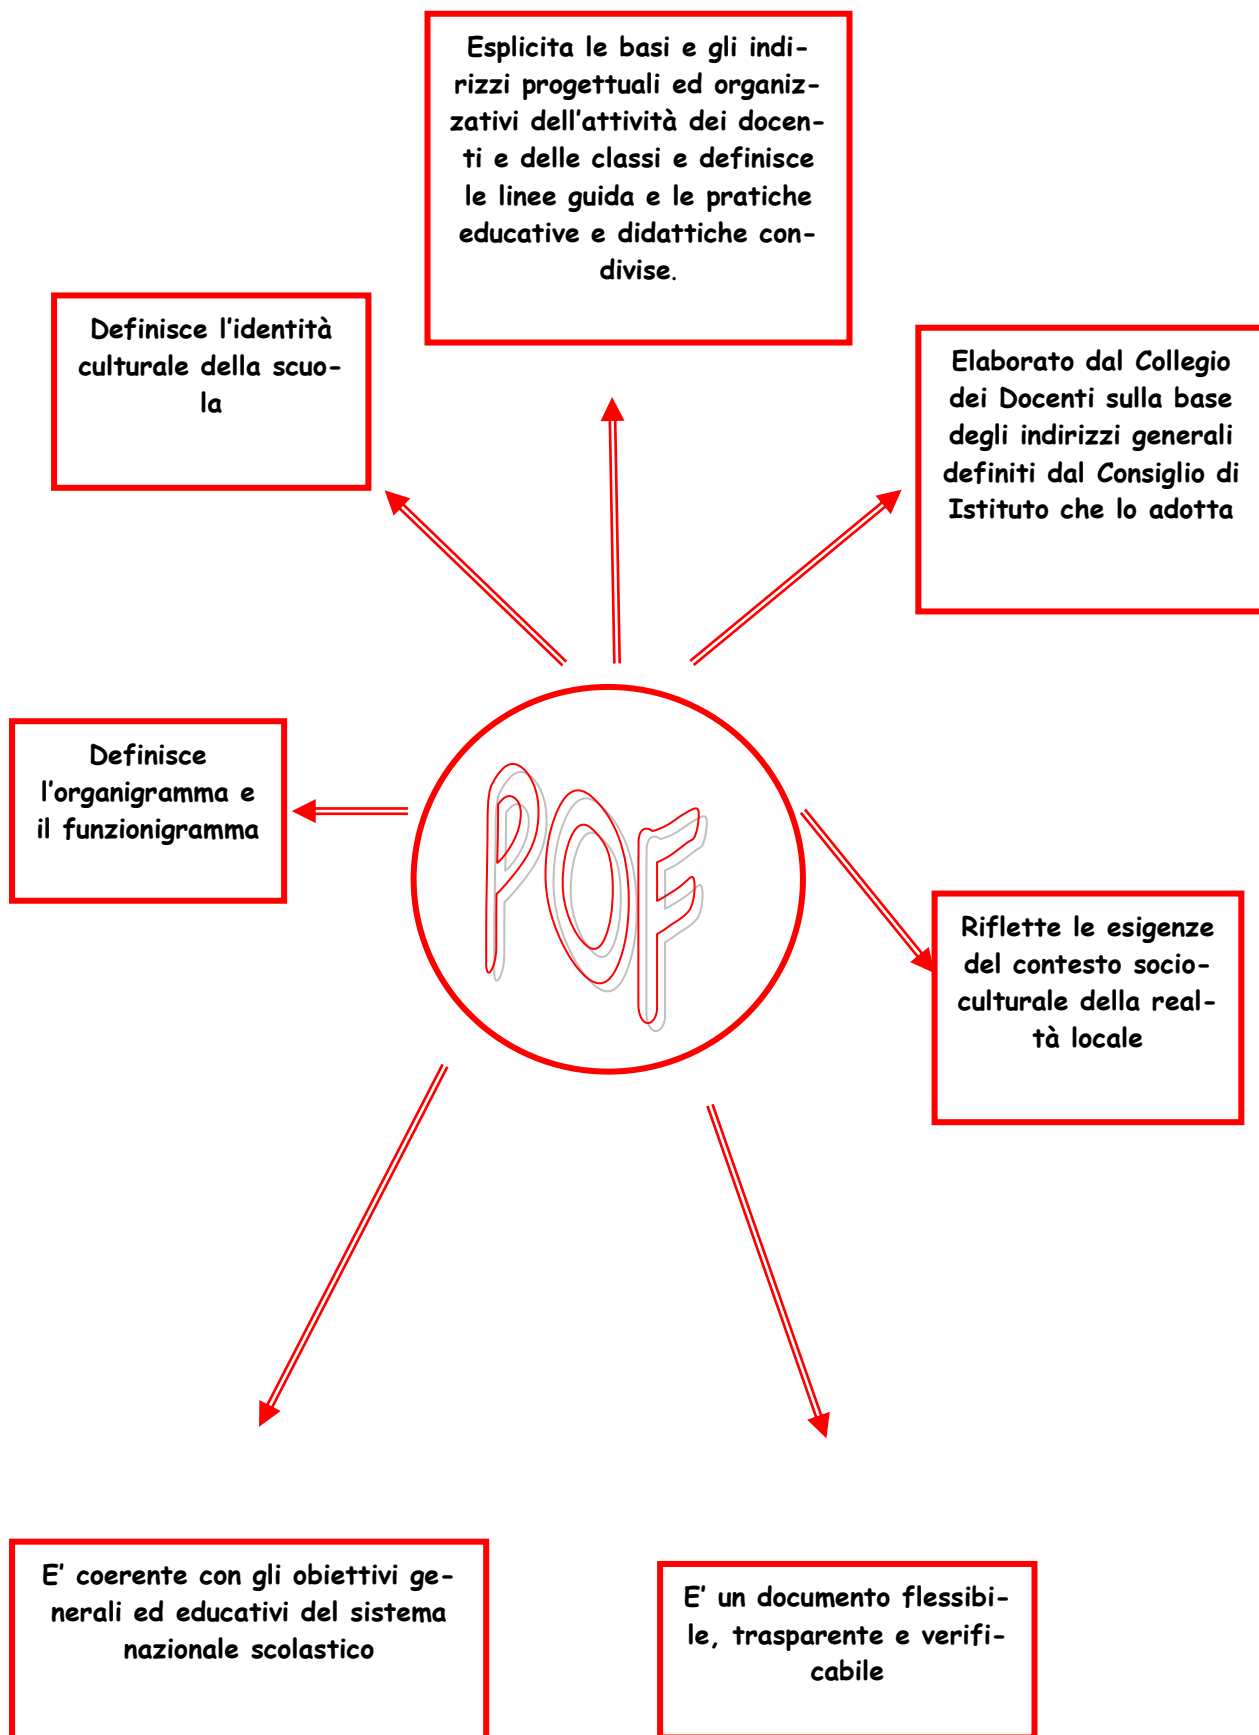 Esplicita le basi e gli indi-
rizzi progettuali ed organiz-
zativi dell'attività dei docen-
ti e delle classi e definisce
le linee guida e le pratiche
educative e didattiche con-
divise.
Definisce l'identità
culturale della scuo-
la
Elaborato dal Collegio
dei Docenti sulla base
degli indirizzi generali
definiti dal Consiglio di
Istituto che lo adotta
Definisce
l'organigramma e
il funzionigramma
POF
Riflette le esigenze
del contesto socio-
culturale della real-
tà locale
E' coerente con gli obiettivi ge-
nerali ed educativi del sistema
nazionale scolastico
E' un documento flessibi-
le, trasparente e verifi-
cabile